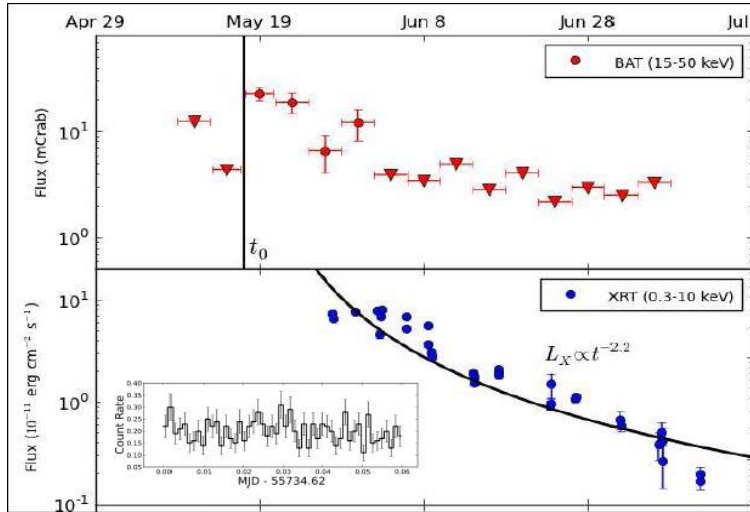 Apr 29 May 19 Jun 8 Jun 28 Jul
BAT (15-50 keV)
Flux (mCrab)
10¹
10⁰
t₀
XRT (0.3-10 keV)
Flux (10⁻¹¹ erg cm⁻² s⁻¹)
10¹
10⁰
10⁻¹
L_X∝t^−2.2
Count Rate
0.40
0.35
0.30
0.25
0.20
0.15
0.10
0.00 0.01 0.02 0.03 0.04 0.05 0.06
MJD - 55734.62